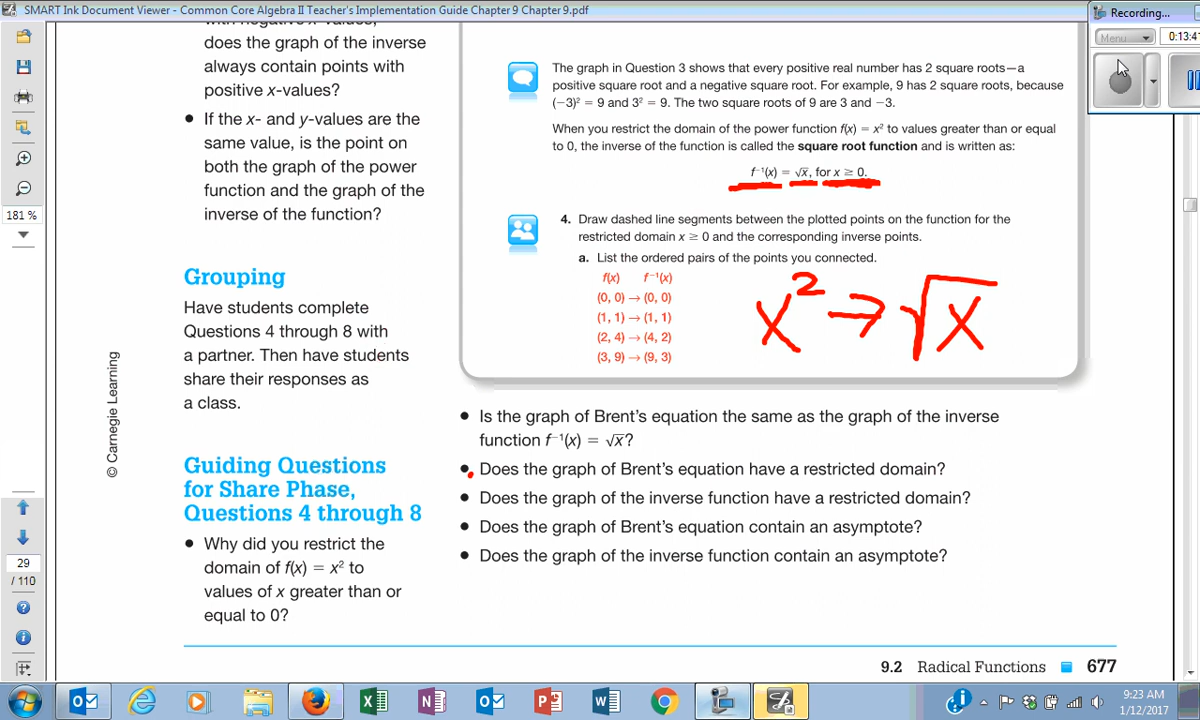 SMART Ink Document Viewer - Common Core Algebra II Teacher's Implementation Guide Chapter 9 Chapter 9.pdf
Recording...
Menu
181 %
29
/ 110
does the graph of the inverse
always contain points with
positive x-values?
• If the x- and y-values are the
same value, is the point on
both the graph of the power
function and the graph of the
inverse of the function?
Grouping
Have students complete
Questions 4 through 8 with
a partner. Then have students
share their responses as
a class.
Guiding Questions
for Share Phase,
Questions 4 through 8
• Why did you restrict the
domain of f(x) = x² to
values of x greater than or
equal to 0?
© Carnegie Learning
The graph in Question 3 shows that every positive real number has 2 square roots—a
positive square root and a negative square root. For example, 9 has 2 square roots, because
(−3)² = 9 and 3² = 9. The two square roots of 9 are 3 and −3.
When you restrict the domain of the power function f(x) = x² to values greater than or equal
to 0, the inverse of the function is called the square root function and is written as:
f⁻¹(x) = √x, for x ≥ 0.
4. Draw dashed line segments between the plotted points on the function for the
restricted domain x ≥ 0 and the corresponding inverse points.
a. List the ordered pairs of the points you connected.
f(x) f⁻¹(x)
(0, 0) → (0, 0)
(1, 1) → (1, 1)
(2, 4) → (4, 2)
(3, 9) → (9, 3)
x² → √x
• Is the graph of Brent's equation the same as the graph of the inverse
function f⁻¹(x) = √x?
• Does the graph of Brent's equation have a restricted domain?
• Does the graph of the inverse function have a restricted domain?
• Does the graph of Brent's equation contain an asymptote?
• Does the graph of the inverse function contain an asymptote?
9.2 Radical Functions 677
9:23 AM
1/12/2017